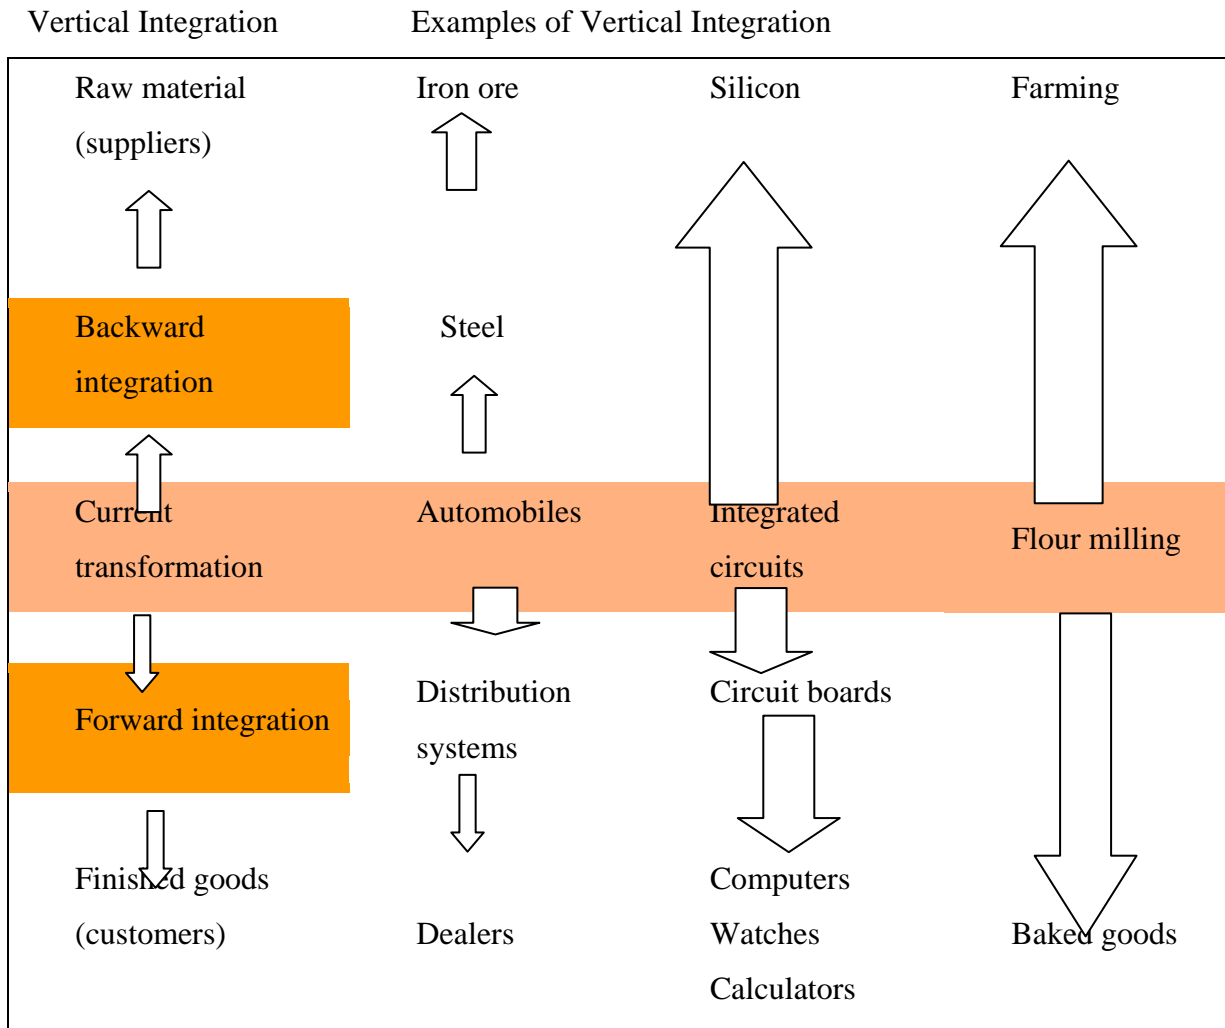 Vertical Integration Examples of Vertical Integration
Raw material Iron ore Silicon Farming
(suppliers)
Backward Steel
integration
Current Automobiles Integrated
Flour milling
transformation circuits
Distribution Circuit boards
Forward integration
systems
Finished goods Computers
(customers) Dealers Watches Baked goods
Calculators